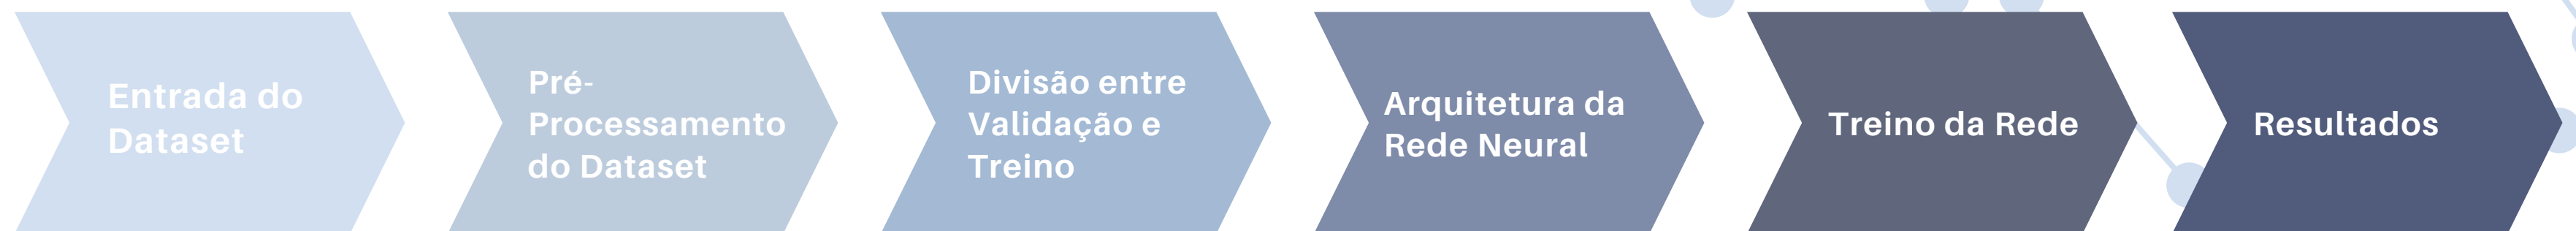 Entrada do
Dataset
Pré-
Processamento
do Dataset
Divisão entre
Validação e
Treino
Arquitetura da
Rede Neural
Treino da Rede
Resultados